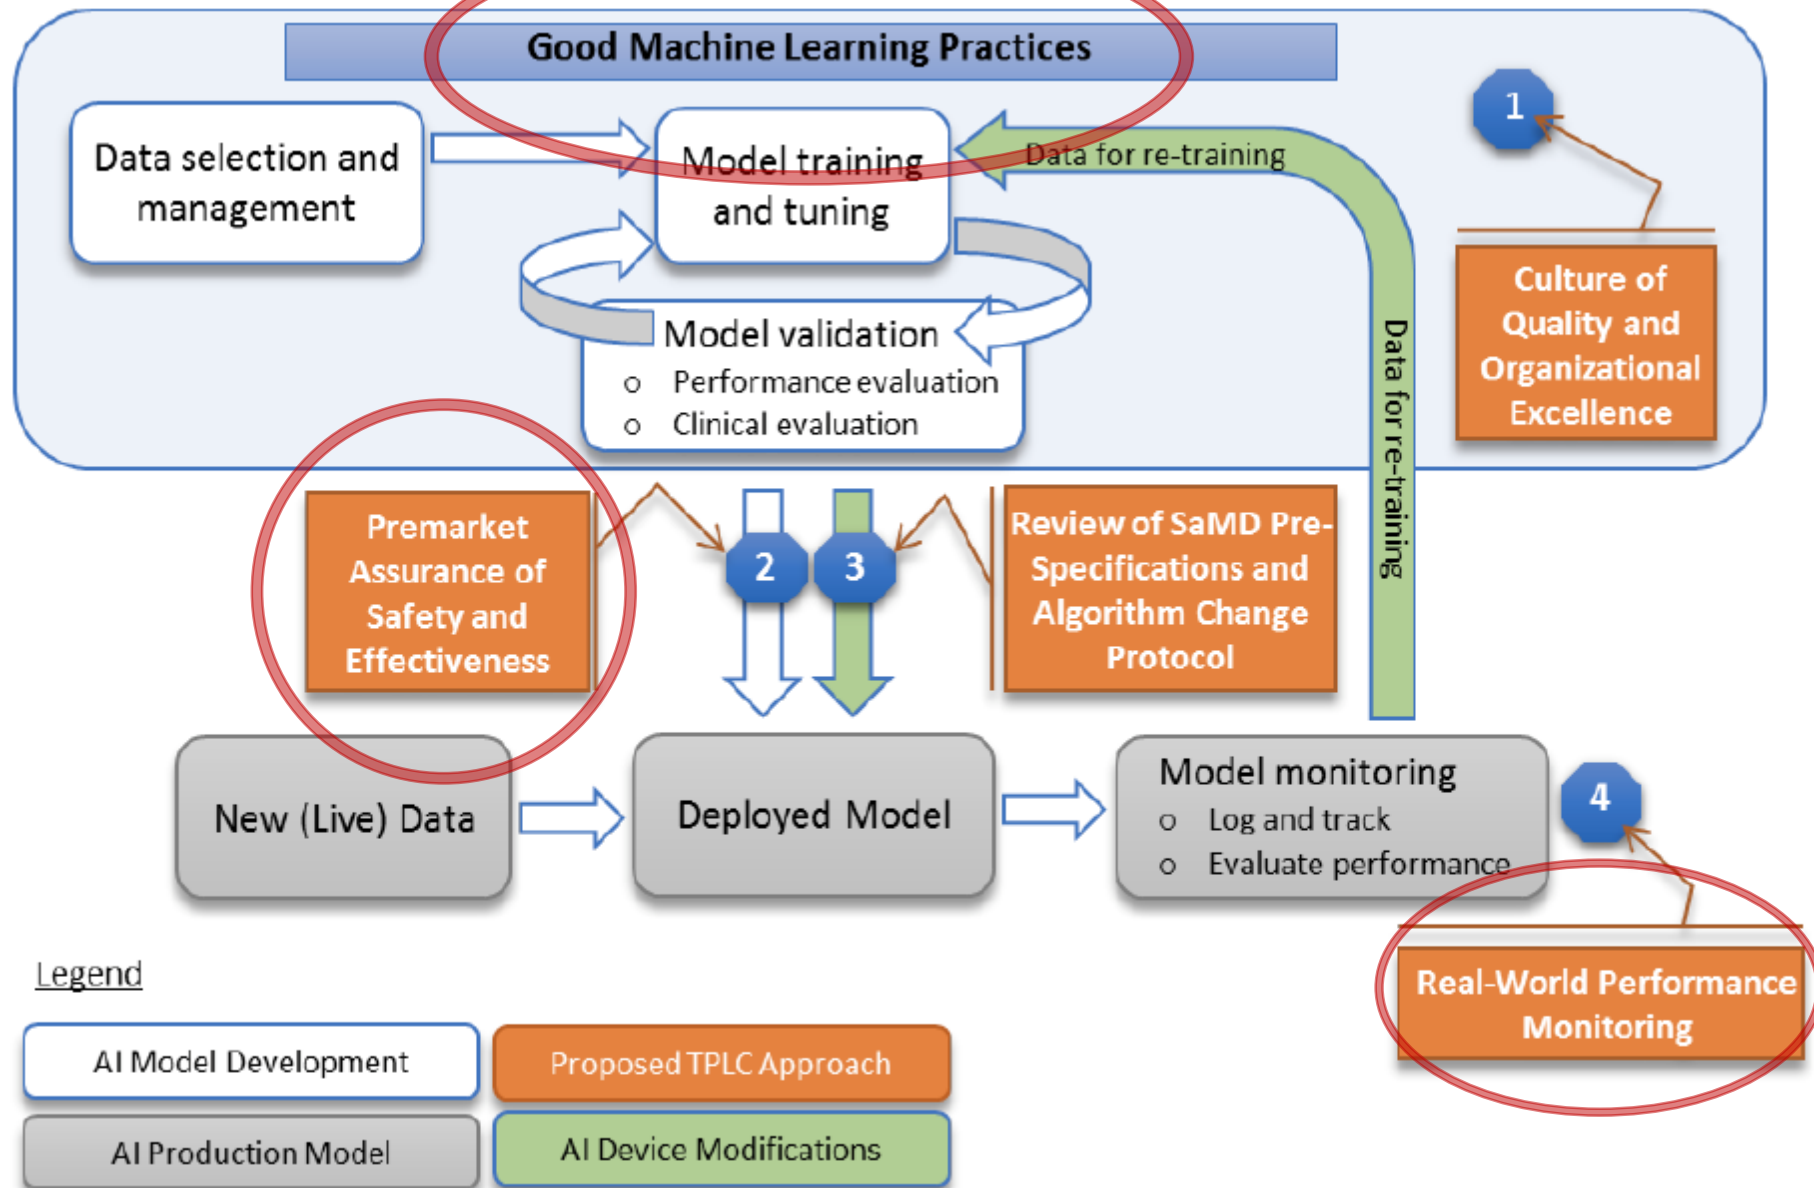 Good Machine Learning Practices
Data selection and
management
Model training
and tuning
Data for re-training
1
Culture of
Quality and
Organizational
Excellence
Model validation
o Performance evaluation
o Clinical evaluation
Data for re-training
Premarket
Assurance of
Safety and
Effectiveness
2
3
Review of SaMD Pre-
Specifications and
Algorithm Change
Protocol
New (Live) Data
Deployed Model
Model monitoring
o Log and track
o Evaluate performance
4
Real-World Performance
Monitoring
Legend
AI Model Development
Proposed TPLC Approach
AI Production Model
AI Device Modifications